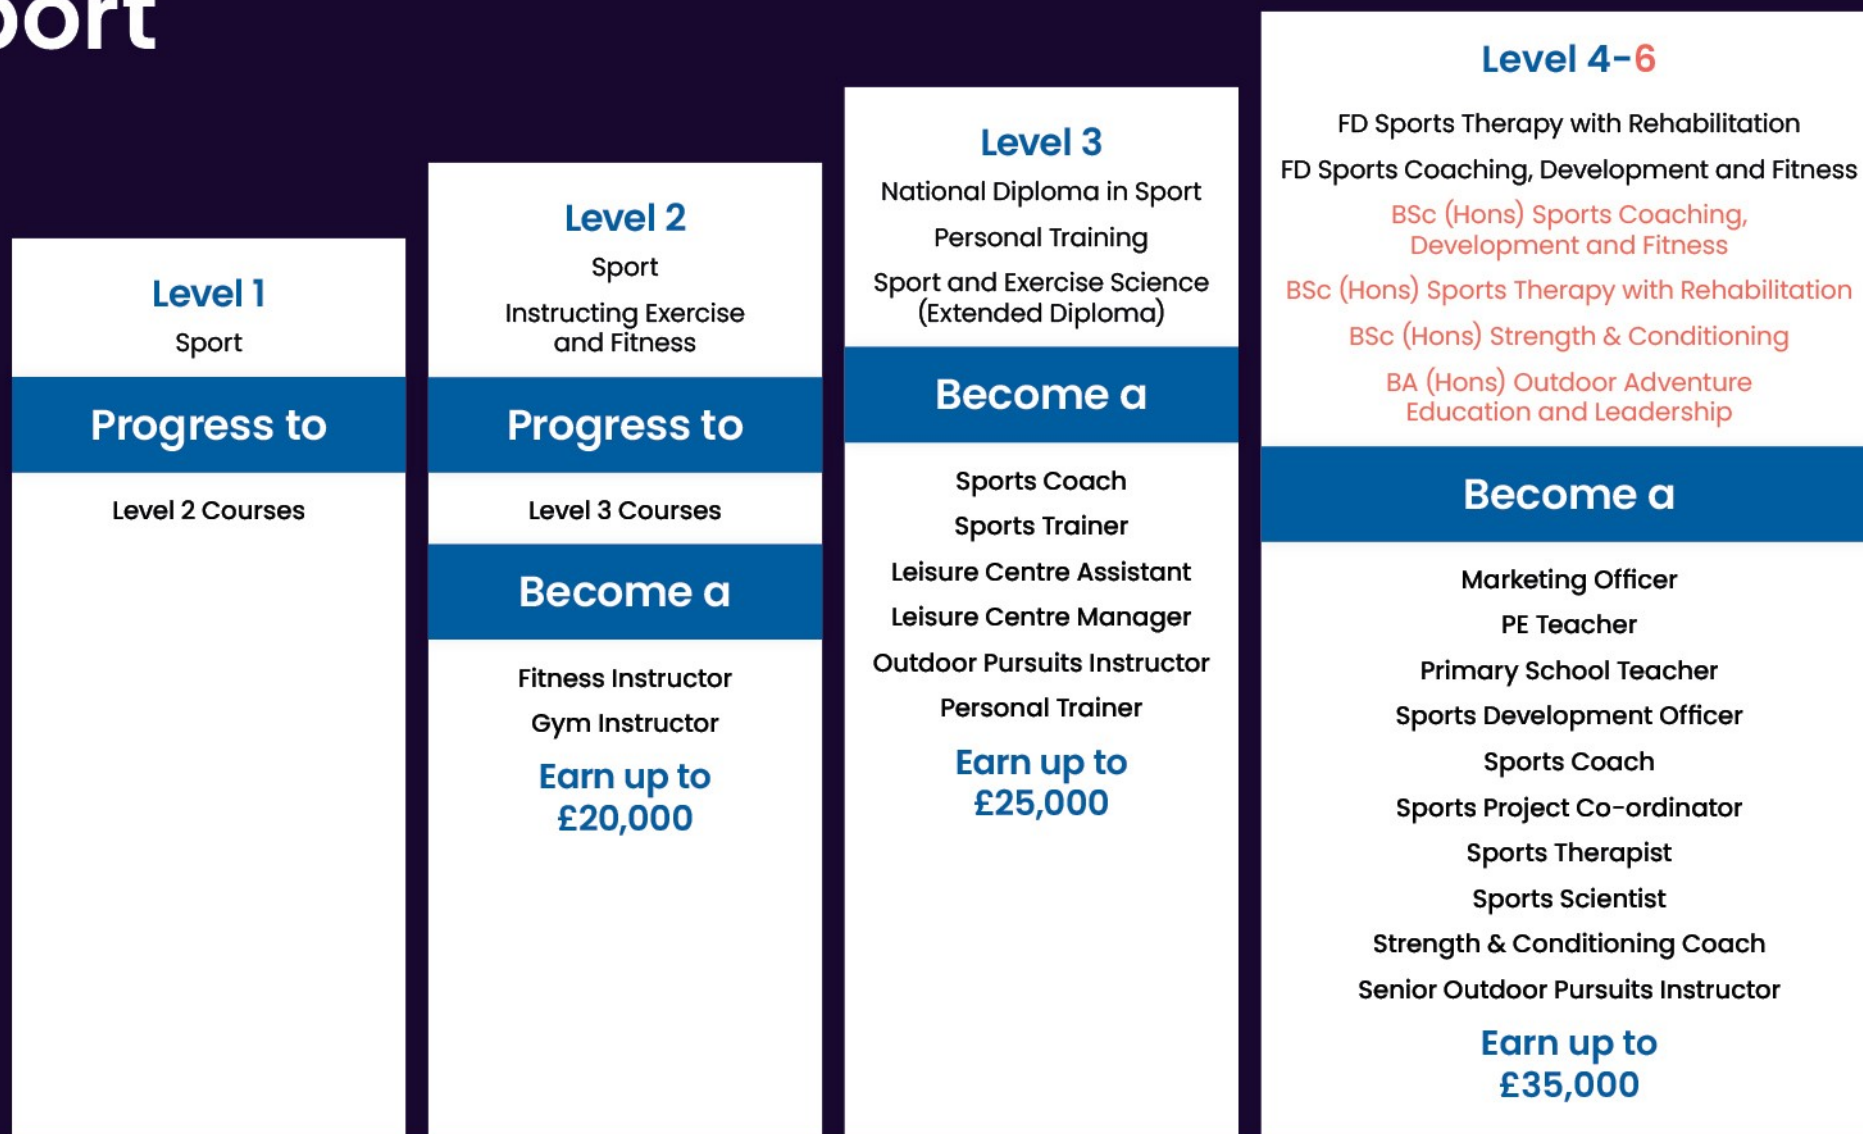 port
Level 1
Sport
Progress to
Level 2 Courses
Level 2
Sport
Instructing Exercise
and Fitness
Progress to
Level 3 Courses
Become a
Fitness Instructor
Gym Instructor
Earn up to
£20,000
Level 3
National Diploma in Sport
Personal Training
Sport and Exercise Science
(Extended Diploma)
Become a
Sports Coach
Sports Trainer
Leisure Centre Assistant
Leisure Centre Manager
Outdoor Pursuits Instructor
Personal Trainer
Earn up to
£25,000
Level 4-6
FD Sports Therapy with Rehabilitation
FD Sports Coaching, Development and Fitness
BSc (Hons) Sports Coaching,
Development and Fitness
BSc (Hons) Sports Therapy with Rehabilitation
BSc (Hons) Strength & Conditioning
BA (Hons) Outdoor Adventure
Education and Leadership
Become a
Marketing Officer
PE Teacher
Primary School Teacher
Sports Development Officer
Sports Coach
Sports Project Co-ordinator
Sports Therapist
Sports Scientist
Strength & Conditioning Coach
Senior Outdoor Pursuits Instructor
Earn up to
£35,000